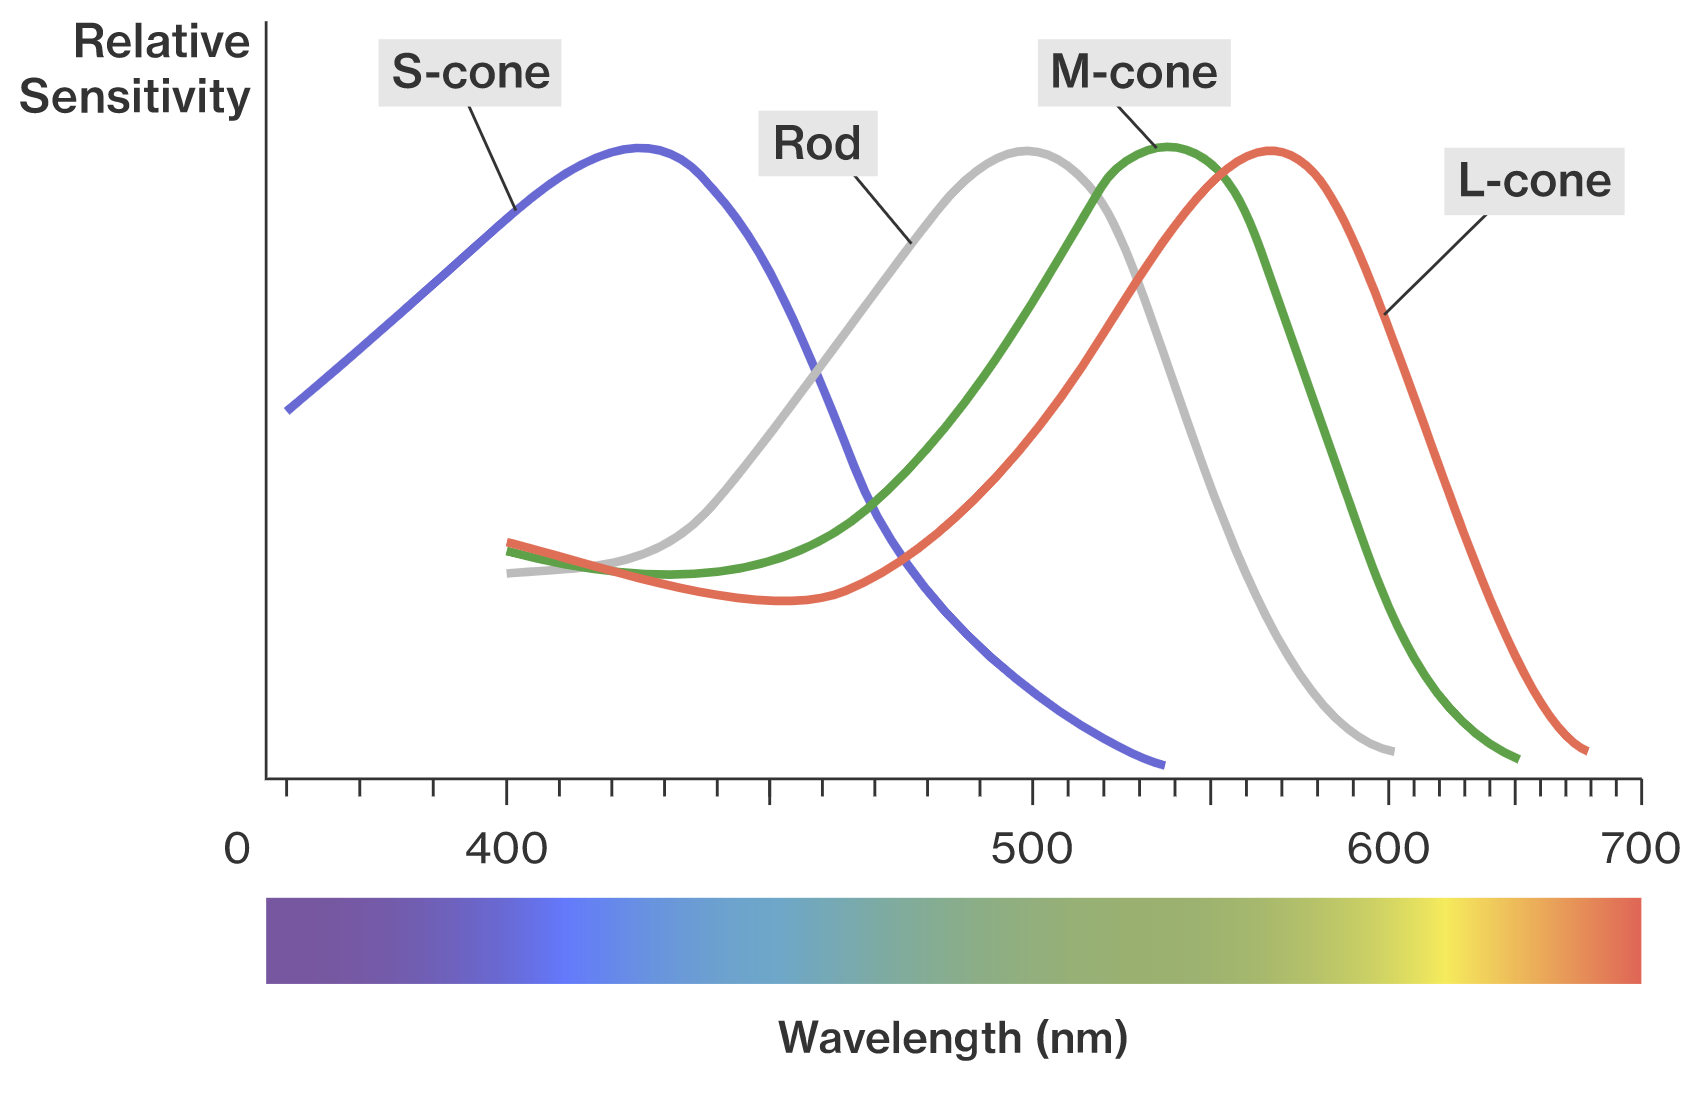 Relative
Sensitivity
S-cone
Rod
M-cone
L-cone
0 400 500 600 700
Wavelength (nm)